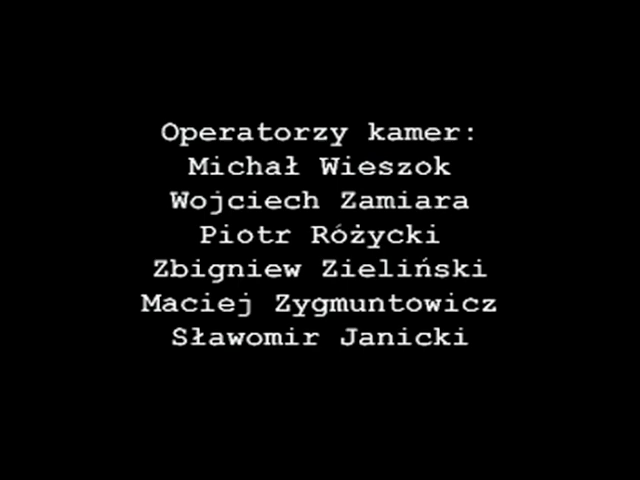 Operatorzy kamer:
Michał Wieszok
Wojciech Zamiara
Piotr Różycki
Zbigniew Zieliński
Maciej Zygmuntowicz
Sławomir Janicki